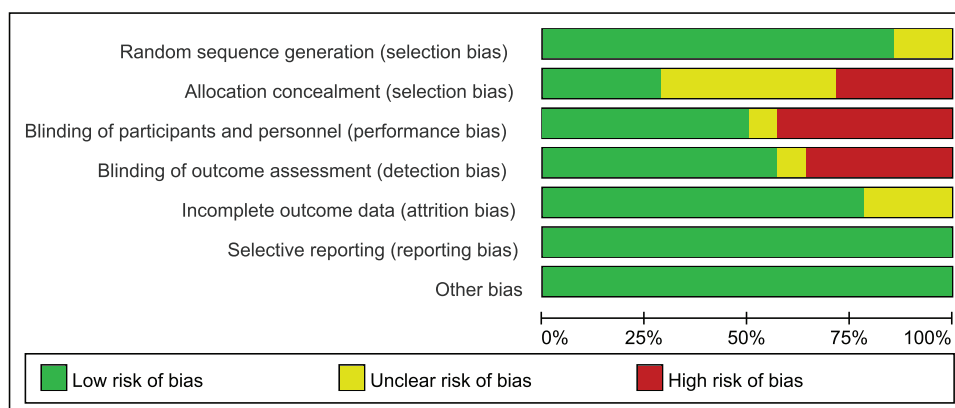 Random sequence generation (selection bias)
Allocation concealment (selection bias)
Blinding of participants and personnel (performance bias)
Blinding of outcome assessment (detection bias)
Incomplete outcome data (attrition bias)
Selective reporting (reporting bias)
Other bias
0% 25% 50% 75% 100%
Low risk of bias Unclear risk of bias High risk of bias